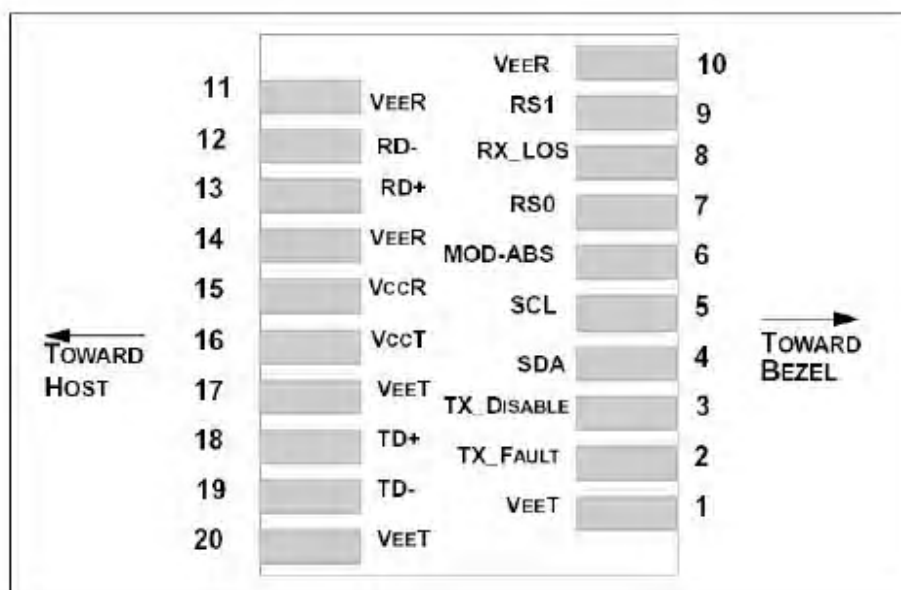 VEER 10
11 VEER
RS1 9
12 RD-
RX_LOS 8
13 RD+
RS0 7
14 VEER
MOD-ABS 6
15 VCCR
SCL 5
16 VCCT
TOWARD
HOST
TOWARD
BEZEL
SDA 4
17 VEET
TX_DISABLE 3
18 TD+
TX_FAULT 2
19 TD-
VEET 1
20 VEET